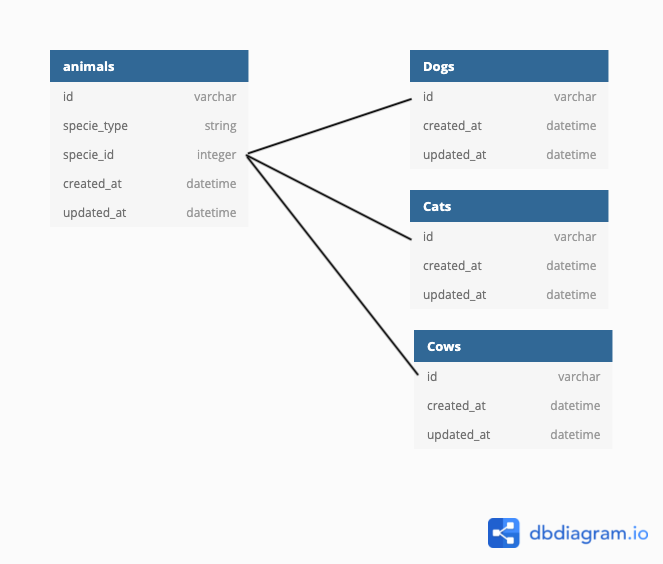 animals
id varchar
specie_type string
specie_id integer
created_at datetime
updated_at datetime
Dogs
id varchar
created_at datetime
updated_at datetime
Cats
id varchar
created_at datetime
updated_at datetime
Cows
id varchar
created_at datetime
updated_at datetime
dbdiagram.io